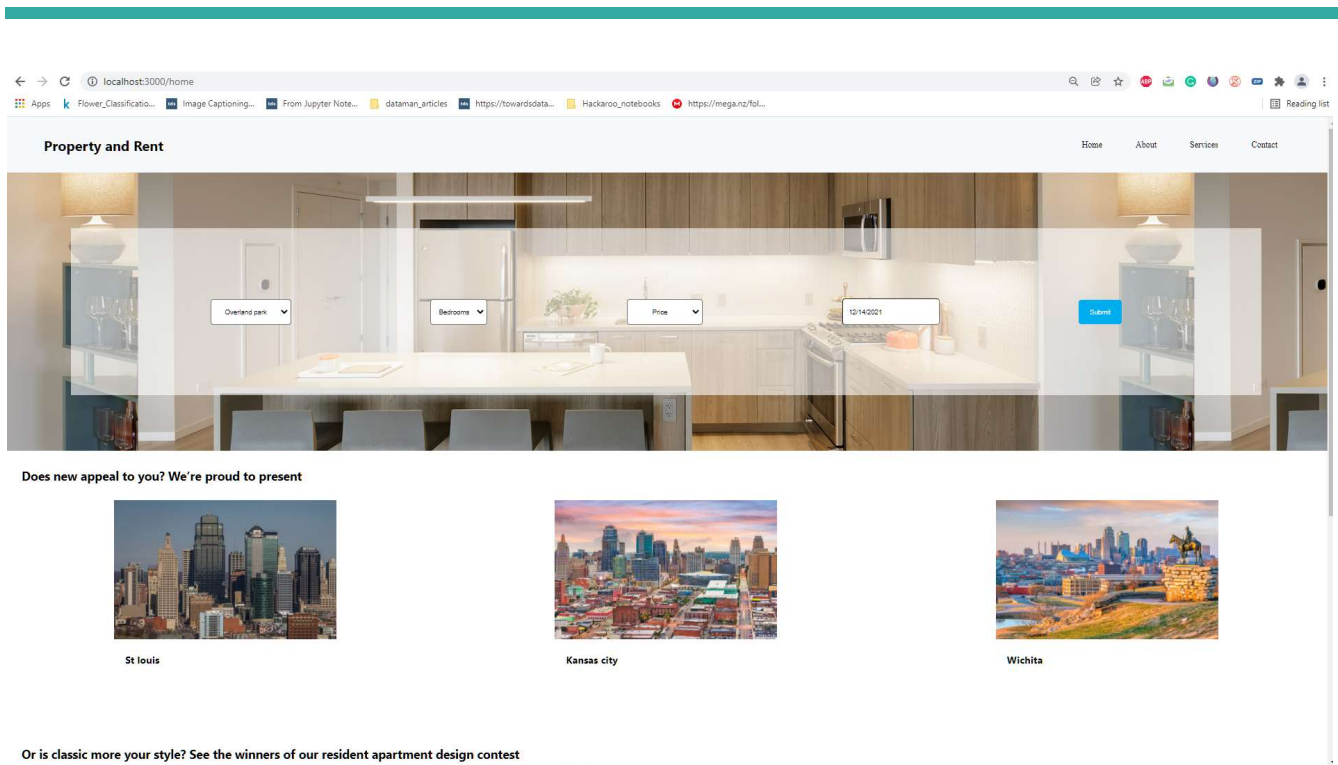 localhost:3000/home
Apps Flower_Classificatio... Image Captioning... From Jupyter Note... dataman_articles https://towardsdata... Hackaroo_notebooks https://mega.nz/fol... Reading list
Property and Rent Home About Services Contact
Overland park Bedrooms Price 12/14/2021 Submit
Does new appeal to you? We're proud to present
St louis Kansas city Wichita
Or is classic more your style? See the winners of our resident apartment design contest